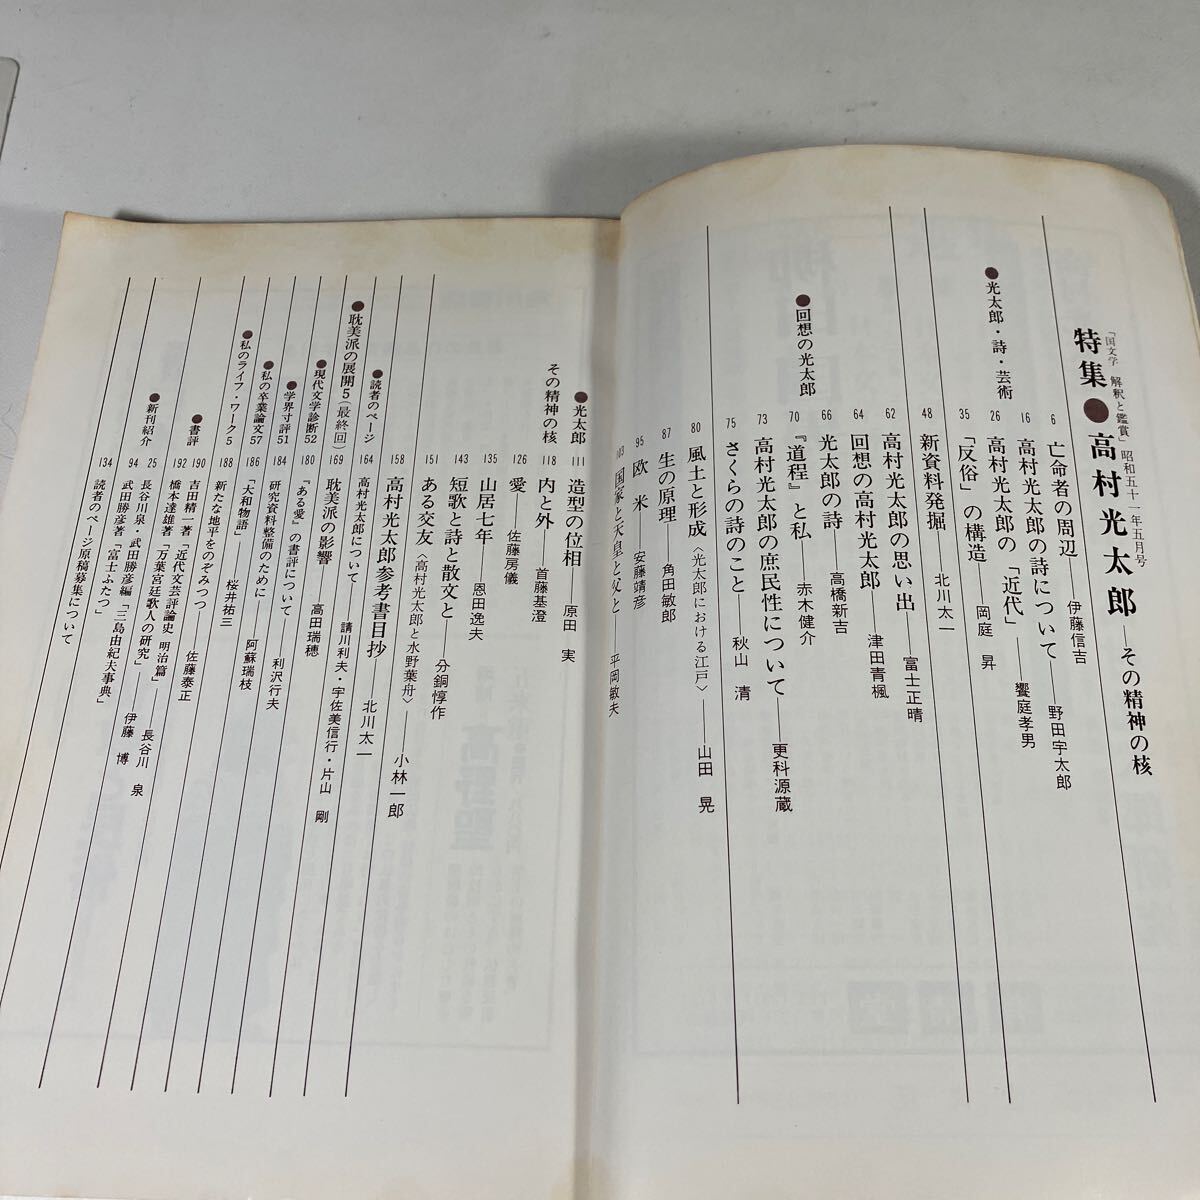 「国文学 解釈と鑑賞」昭和五十一年五月号
特集●高村光太郎―その精神の核
●光太郎・詩・芸術
6 亡命者の周辺―伊藤信吉 野田宇太郎
16 高村光太郎の詩について―饗庭孝男
26 高村光太郎の「近代」
35 「反俗」の構造―岡庭 昇
48 新資料発掘―北川太一
●回想の光太郎
62 高村光太郎の思い出―富士正晴
64 回想の高村光太郎―津田青楓
66 光太郎の詩―高橋新吉
70 『道程』と私―赤木健介
73 高村光太郎の庶民性について―更科源蔵
75 さくらの詩のこと―秋山 清
80 風土と形成〈光太郎における江戸〉―山田 晃
87 生の原理―角田敏郎
95 欧米―安藤靖彦
103 国家と天皇と父と―平岡敏夫
●光太郎
その精神の核
111 造型の位相―原田 実
118 内と外―首藤基澄
126 愛―佐藤房儀
135 山居七年―恩田逸夫
143 短歌と詩と散文と―分銅惇作
151 ある交友〈高村光太郎と水野葉舟〉―小林一郎
158 高村光太郎参考書目抄―北川太一
●読者のページ
164 高村光太郎について―請川利夫・宇佐美信行・片山 剛
●耽美派の展開5(最終回)
169 耽美派の影響―高田瑞穂
●現代文学診断52
180 『ある愛』の書評について―利沢行夫
●学界寸評51
184 研究資料整備のために―阿蘇瑞枝
●私の卒業論文57
186 「大和物語」―桜井祐三
●私のライフ・ワーク5
188 新たな地平をのぞみつつ―佐藤泰正
●書評
190 吉田精一著「近代文芸評論史 明治篇」―長谷川 泉
192 橋本達雄著「万葉宮廷歌人の研究」―伊藤 博
●新刊紹介
25 長谷川泉・武田勝彦編「三島由紀夫事典」
94 武田勝彦著「富士ふたつ」
134 読者のページ原稿募集について